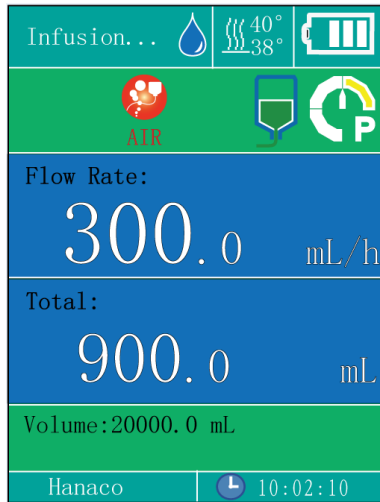 Infusion... 40° 38°
AIR P
Flow Rate:
300.0 mL/h
Total:
900.0 mL
Volume:20000.0 mL
Hanaco 10:02:10